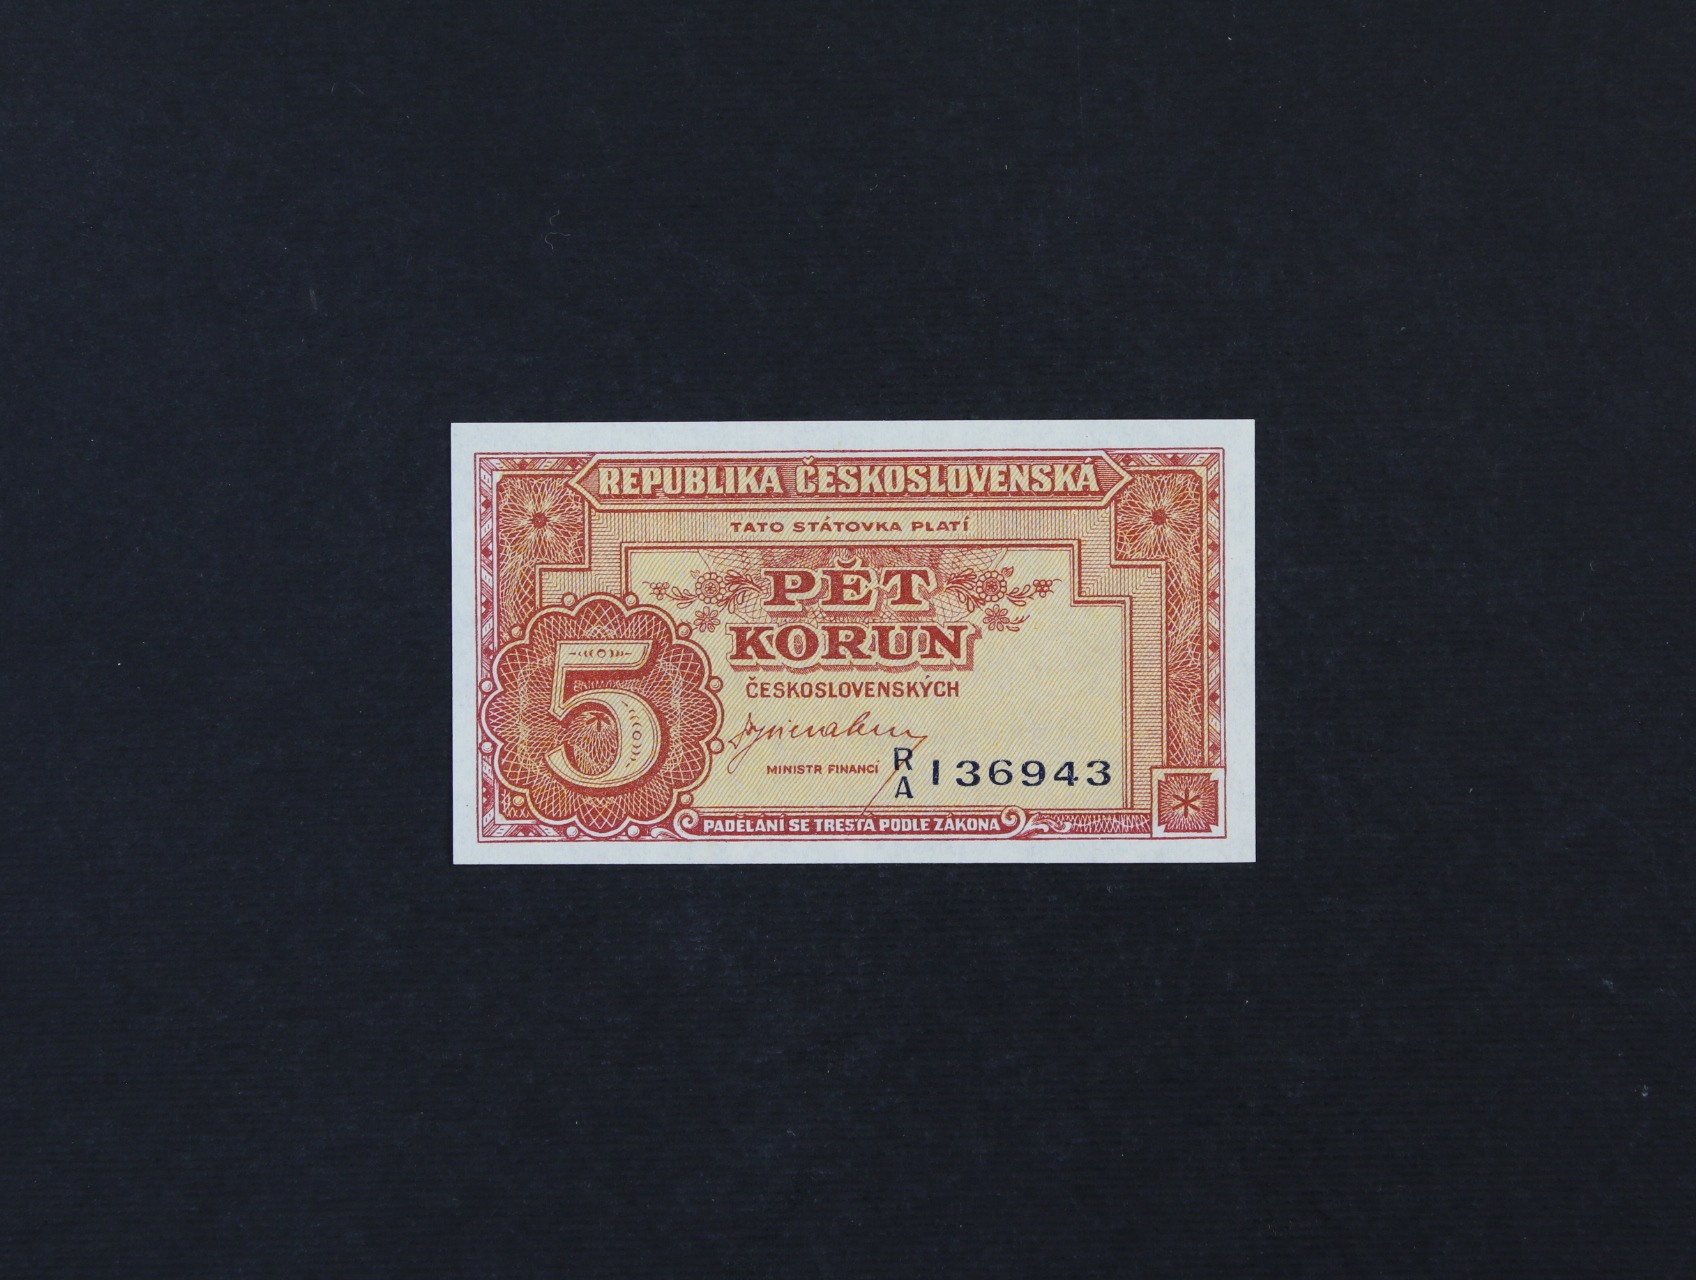 REPUBLIKA ČESKOSLOVENSKÁ
TATO STÁTOVKA PLATÍ
PĚT
KORUN
ČESKOSLOVENSKÝCH
5
MINISTR FINANCÍ
R
A 136943
PADĚLÁNÍ SE TRESTÁ PODLE ZÁKONA